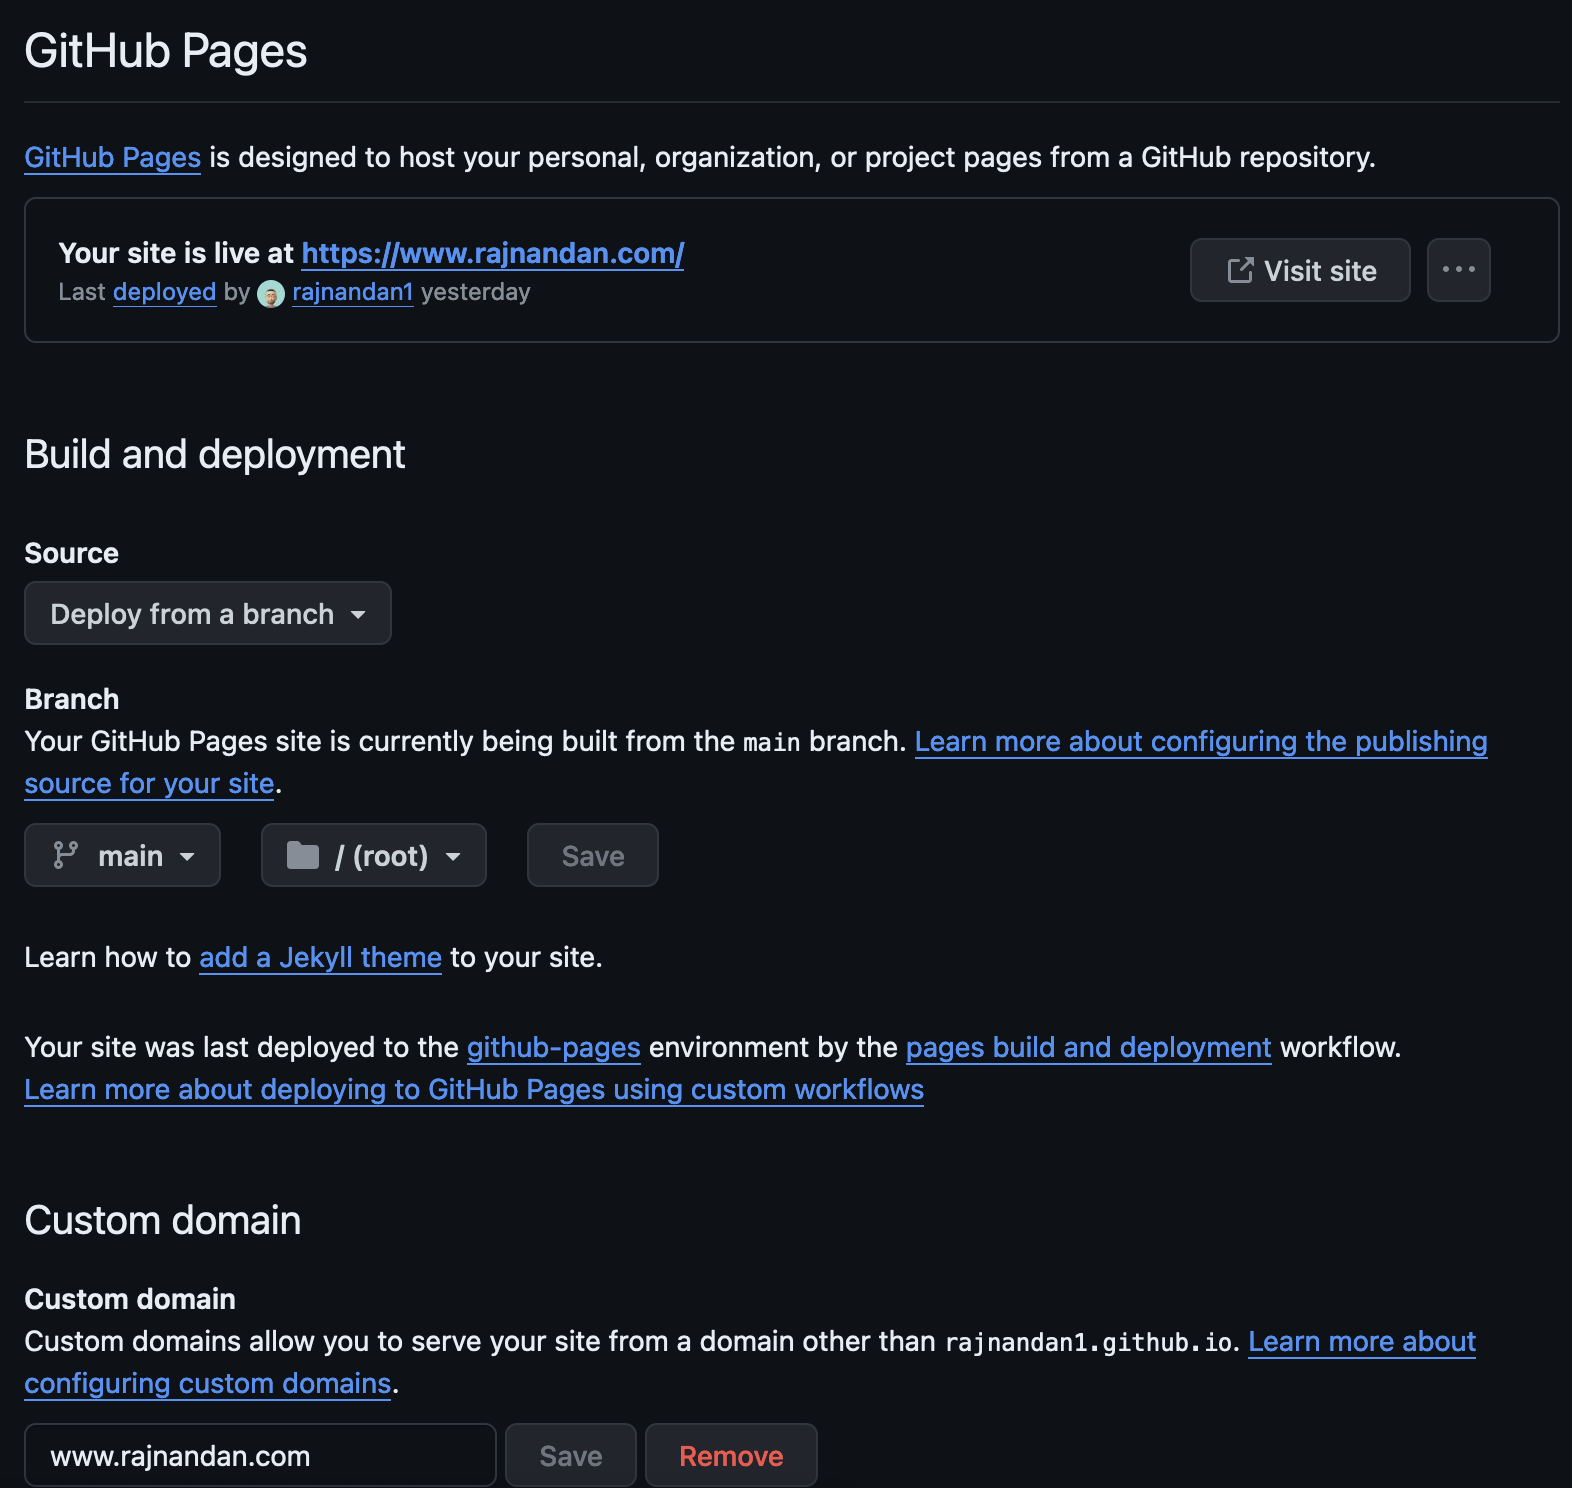 GitHub Pages
GitHub Pages is designed to host your personal, organization, or project pages from a GitHub repository.
Your site is live at https://www.rajnandan.com/
Last deployed by rajnandan1 yesterday
Visit site
Build and deployment
Source
Deploy from a branch
Branch
Your GitHub Pages site is currently being built from the main branch. Learn more about configuring the publishing
source for your site.
main
/ (root)
Save
Learn how to add a Jekyll theme to your site.
Your site was last deployed to the github-pages environment by the pages build and deployment workflow.
Learn more about deploying to GitHub Pages using custom workflows
Custom domain
Custom domain
Custom domains allow you to serve your site from a domain other than rajnandan1.github.io. Learn more about
configuring custom domains.
www.rajnandan.com
Save
Remove